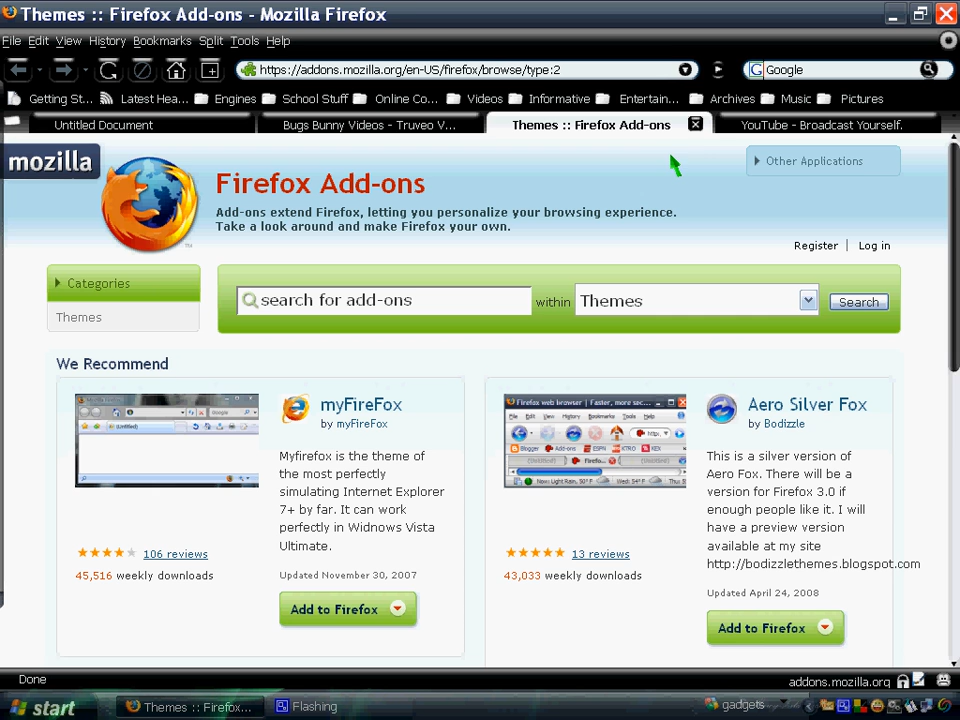 Themes :: Firefox Add-ons - Mozilla Firefox
File Edit View History Bookmarks Split Tools Help
https://addons.mozilla.org/en-US/firefox/browse/type:2
Google
Getting St... Latest Hea... Engines School Stuff Online Co... Videos Informative Entertain... Archives Music Pictures
Untitled Document Bugs Bunny Videos - Truveo V... Themes :: Firefox Add-ons YouTube - Broadcast Yourself.
mozilla
Other Applications
Firefox Add-ons
Add-ons extend Firefox, letting you personalize your browsing experience.
Take a look around and make Firefox your own.
Register | Log in
Categories
Themes
search for add-ons within Themes Search
We Recommend
myFireFox
by myFireFox
Myfirefox is the theme of
the most perfectly
simulating Internet Explorer
7+ by far. It can work
perfectly in Widnows Vista
Ultimate.
106 reviews
45,516 weekly downloads
Updated November 30, 2007
Add to Firefox
Aero Silver Fox
by Bodizzle
This is a silver version of
Aero Fox. There will be a
version for Firefox 3.0 if
enough people like it. I will
have a preview version
available at my site
http://bodizzlethemes.blogspot.com
13 reviews
43,033 weekly downloads
Updated April 24, 2008
Add to Firefox
Done
addons.mozilla.org
start Themes :: Firefox... Flashing gadgets